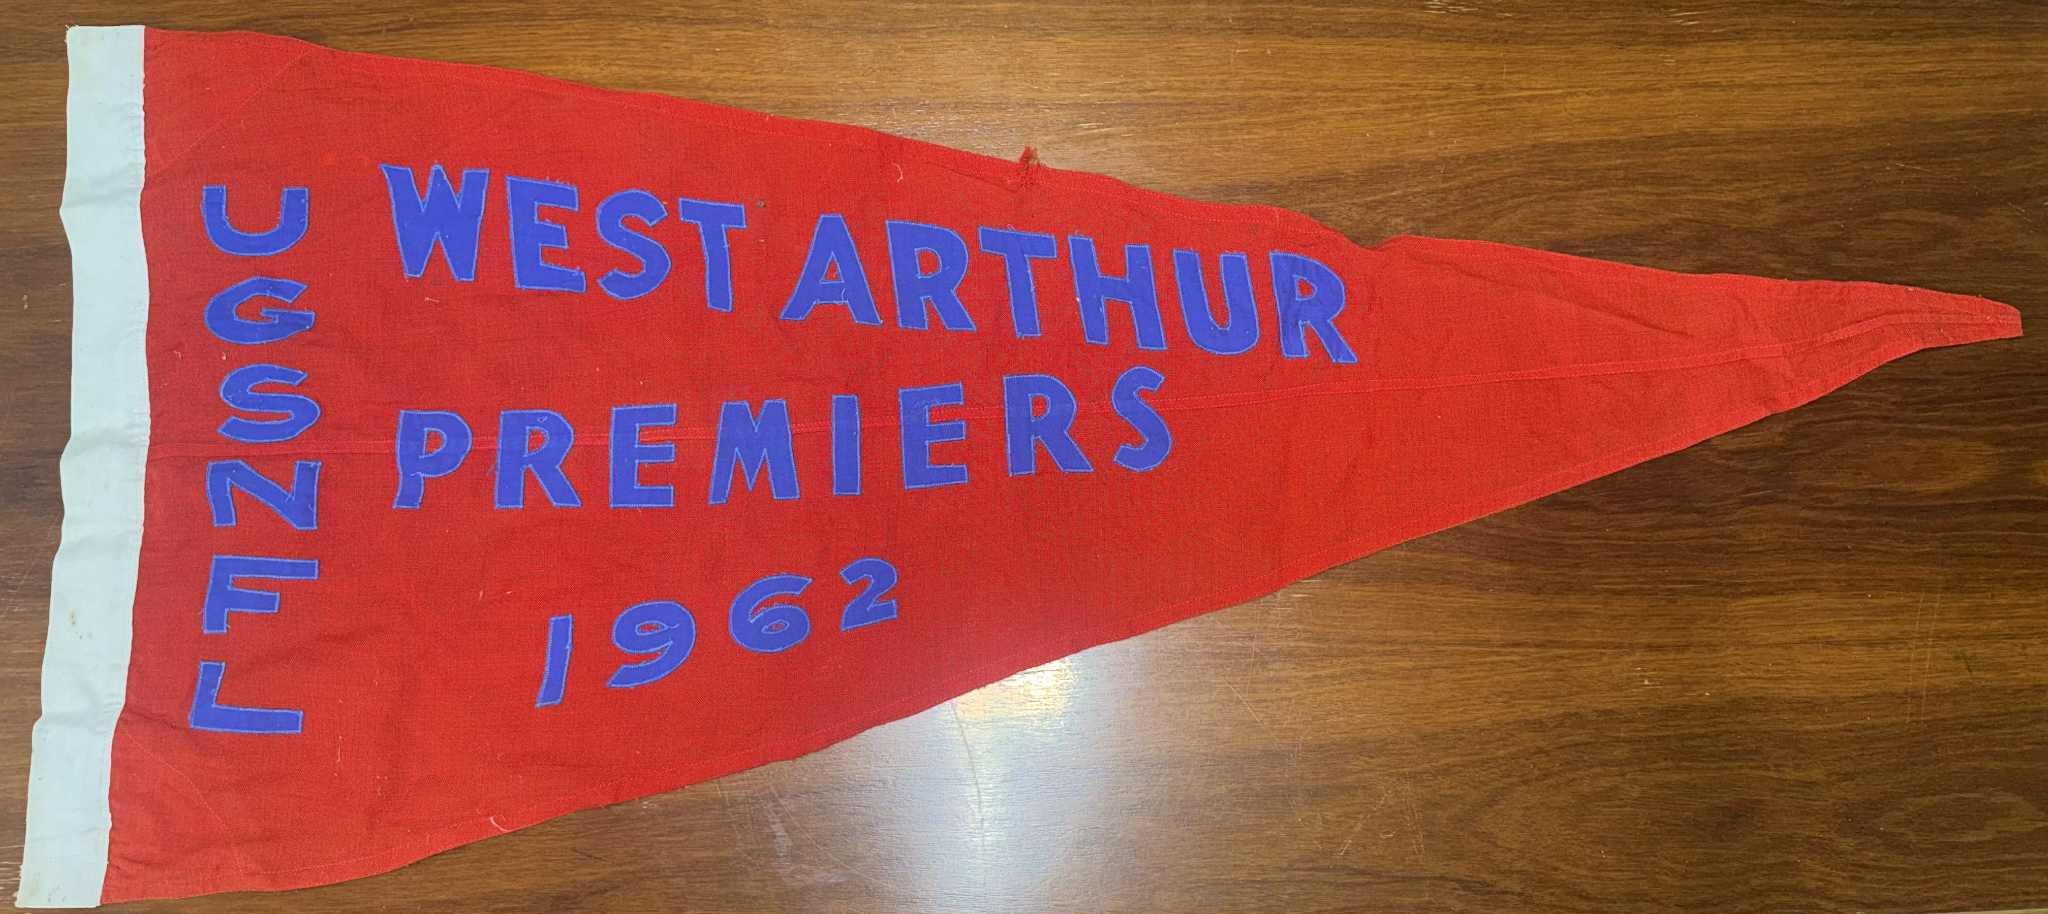 UGSNFL
WEST ARTHUR
PREMIERS
1962